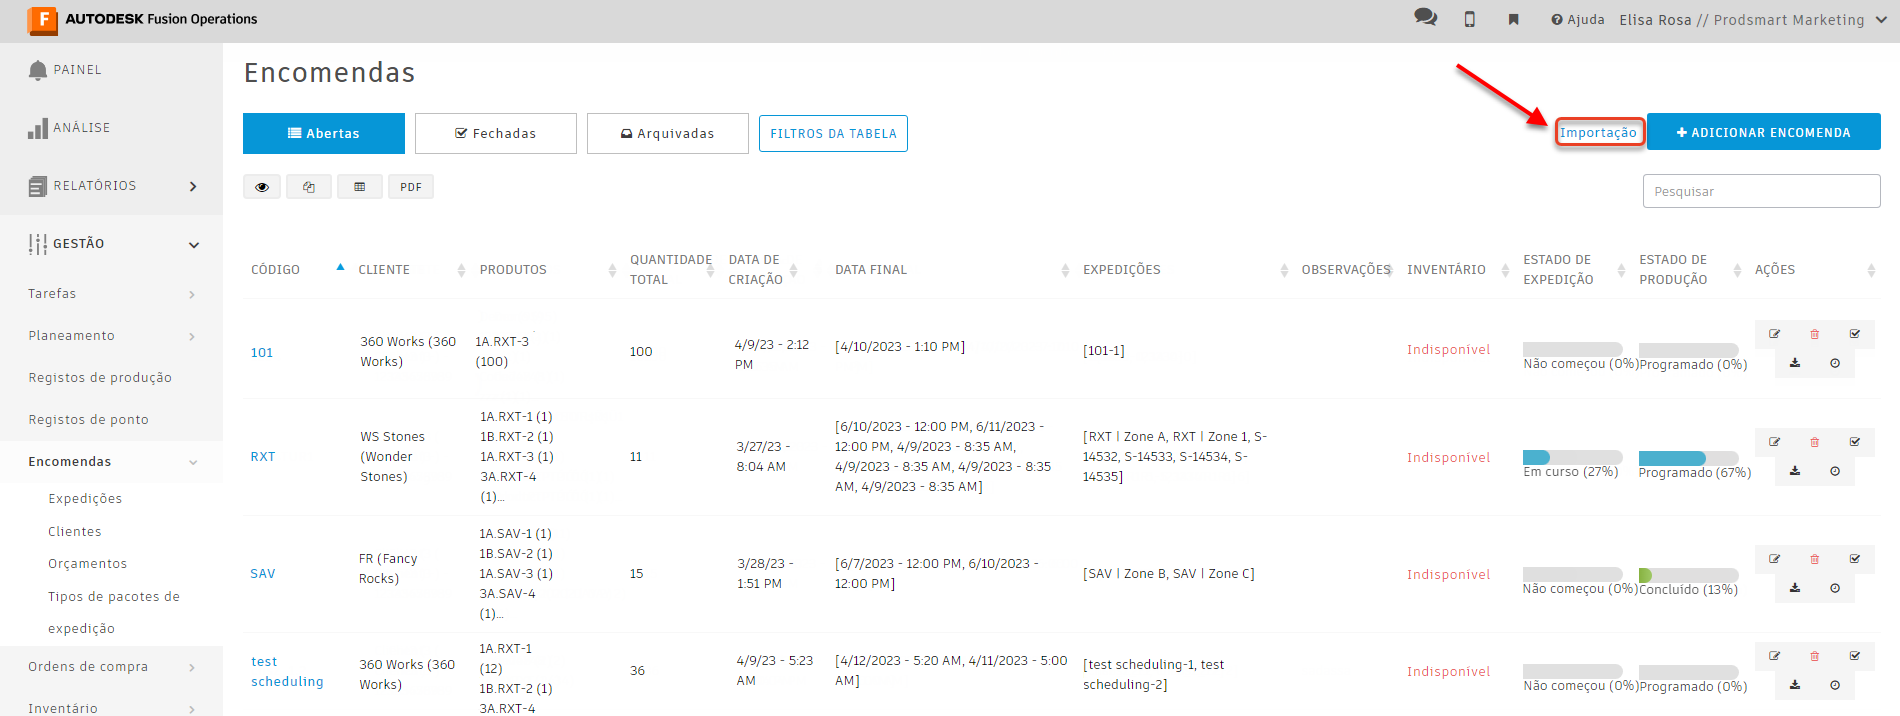 AUTODESK Fusion Operations
Ajuda
Elisa Rosa // Prodsmart Marketing
PAINEL
ANÁLISE
RELATÓRIOS
GESTÃO
Tarefas
Planeamento
Registos de produção
Registos de ponto
Encomendas
Expedições
Clientes
Orçamentos
Tipos de pacotes de
expedição
Ordens de compra
Inventário
Encomendas
Abertas
Fechadas
Arquivadas
FILTROS DA TABELA
Importação
+ ADICIONAR ENCOMENDA
PDF
Pesquisar
CÓDIGO
CLIENTE
PRODUTOS
QUANTIDADE
TOTAL
DATA DE
CRIAÇÃO
DATA FINAL
EXPEDIÇÕES
OBSERVAÇÕES
INVENTÁRIO
ESTADO DE
EXPEDIÇÃO
ESTADO DE
PRODUÇÃO
AÇÕES
101
360 Works (360
Works)
1A.RXT-3
(100)
100
4/9/23 - 2:12
PM
[4/10/2023 - 1:10 PM]
[101-1]
Indisponível
Não começou (0%)
Programado (0%)
RXT
WS Stones
(Wonder
Stones)
1A.RXT-1 (1)
1B.RXT-2 (1)
1A.RXT-3 (1)
3A.RXT-4
(1)...
11
3/27/23 -
8:04 AM
[6/10/2023 - 12:00 PM, 6/11/2023 -
12:00 PM, 4/9/2023 - 8:35 AM,
4/9/2023 - 8:35 AM, 4/9/2023 - 8:35
AM, 4/9/2023 - 8:35 AM]
[RXT | Zone A, RXT | Zone 1, S-
14532, S-14533, S-14534, S-
14535]
Indisponível
Em curso (27%)
Programado (67%)
SAV
FR (Fancy
Rocks)
1A.SAV-1 (1)
1B.SAV-2 (1)
1A.SAV-3 (1)
3A.SAV-4
(1)...
15
3/28/23 -
1:51 PM
[6/7/2023 - 12:00 PM, 6/10/2023 -
12:00 PM]
[SAV | Zone B, SAV | Zone C]
Indisponível
Não começou (0%)
Concluído (13%)
test
scheduling
360 Works (360
Works)
1A.RXT-1
(12)
1B.RXT-2 (1)
3A.RXT-4
36
4/9/23 - 5:23
AM
[4/12/2023 - 5:20 AM, 4/11/2023 - 5:00
AM]
[test scheduling-1, test
scheduling-2]
Indisponível
Não começou (0%)
Programado (0%)